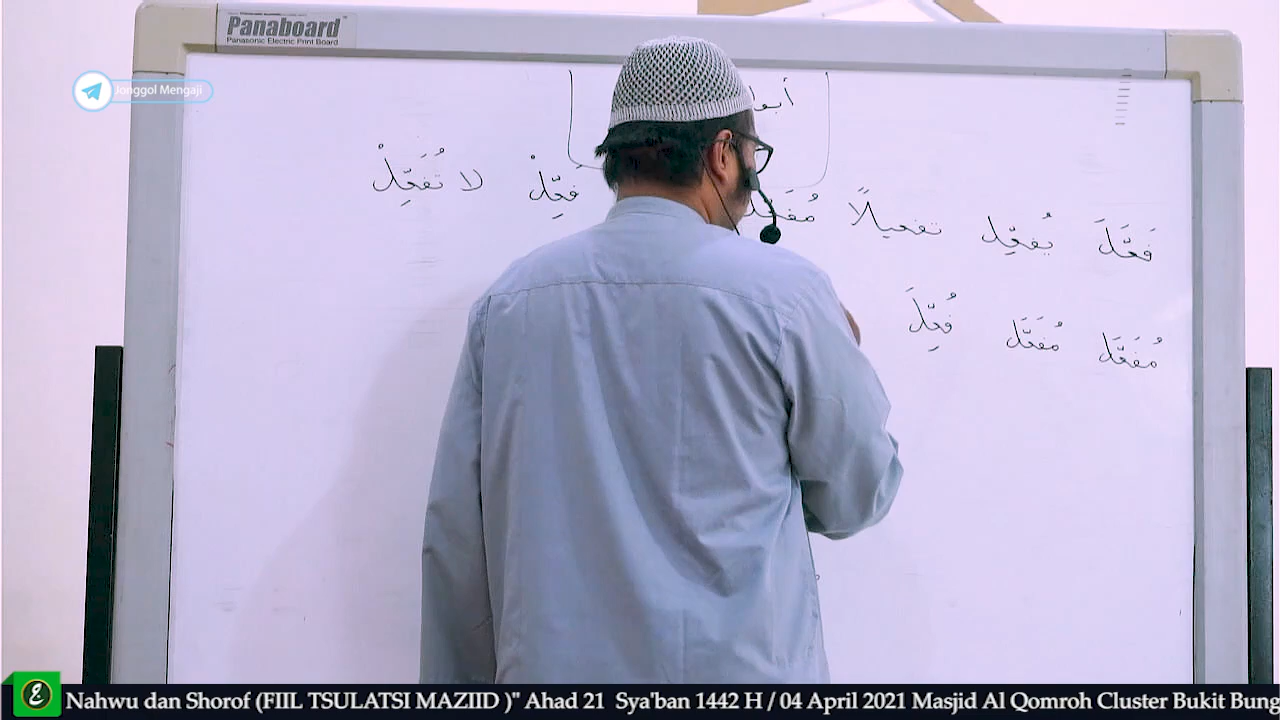 Panaboard
Panasonic Electric Print Board
Jonggol Mengaji
فَعَّلَ يُفَعِّلُ تفعيلًا مُفَعِّل فَعِّلْ لا تُفَعِّلْ
مُفَعَّل مُفَعَّل فُعِّلَ
Nahwu dan Shorof (FIIL TSULATSI MAZIID )" Ahad 21 Sya'ban 1442 H / 04 April 2021 Masjid Al Qomroh Cluster Bukit Bung